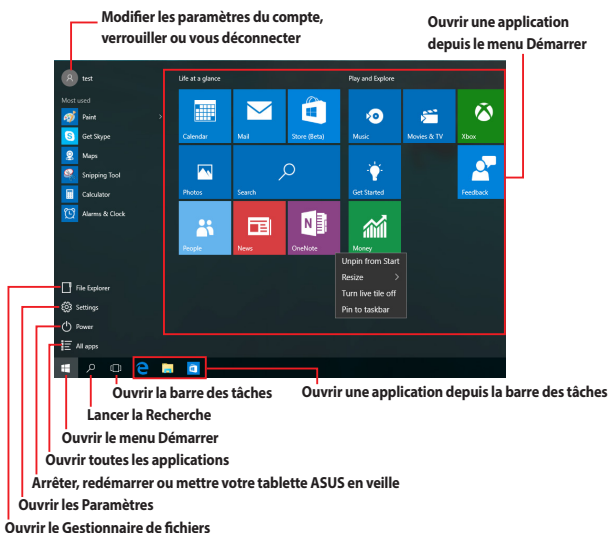 Modifier les paramètres du compte,
verrouiller ou vous déconnecter
Ouvrir une application
depuis le menu Démarrer
test
Life at a glance
Play and Explore
Most used
Paint
Get Skype
Maps
Snipping Tool
Calculator
Alarms & Clock
Calendar
Mail
Store (Beta)
Music
Movies & TV
Xbox
Photos
Search
Get Started
Feedback
People
News
OneNote
Money
Unpin from Start
Resize
Turn live tile off
Pin to taskbar
File Explorer
Settings
Power
All apps
Ouvrir la barre des tâches
Ouvrir une application depuis la barre des tâches
Lancer la Recherche
Ouvrir le menu Démarrer
Ouvrir toutes les applications
Arrêter, redémarrer ou mettre votre tablette ASUS en veille
Ouvrir les Paramètres
Ouvrir le Gestionnaire de fichiers